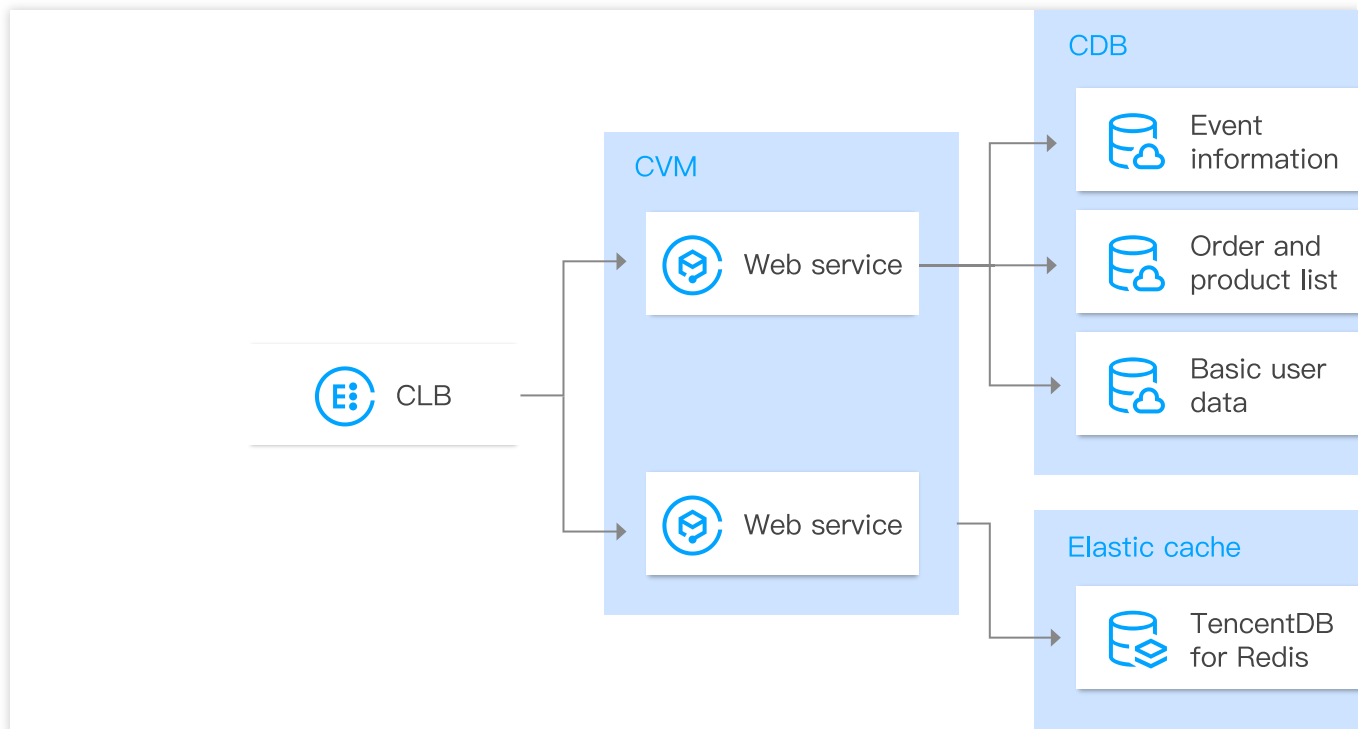 CDB
Event
information
CVM
Web service
Order and
product list
Basic user
data
CLB
Web service
Elastic cache
TencentDB
for Redis